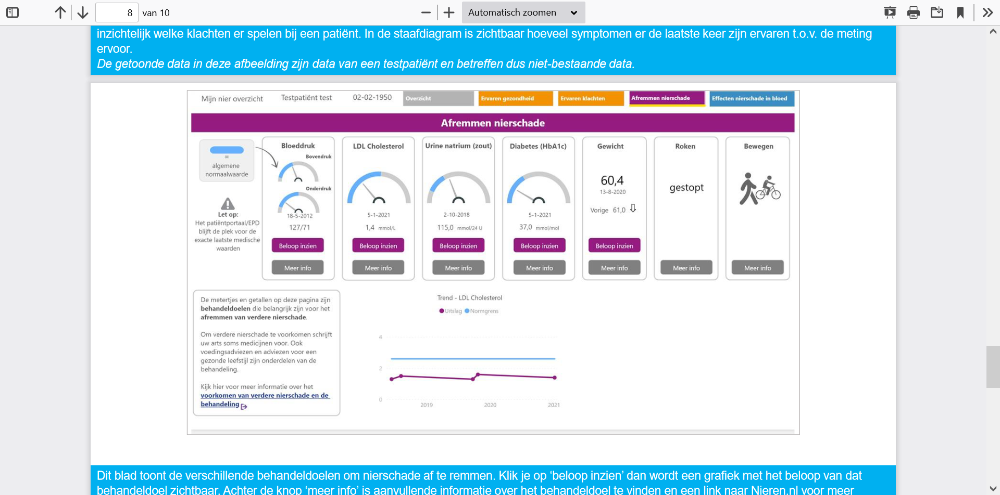 8 van 10 Automatisch zoomen
inzichtelijk welke klachten er spelen bij een patiënt. In de staafdiagram is zichtbaar hoeveel symptomen er de laatste keer zijn ervaren t.o.v. de meting
ervoor.
De getoonde data in deze afbeelding zijn data van een testpatiënt en betreffen dus niet-bestaande data.
Mijn nier overzicht Testpatiënt test 02-02-1950 Overzicht Ervaren gezondheid Ervaren klachten Afremmen nierschade Effecten nierschade in bloed
Afremmen nierschade
=
algemene
normaalwaarde
Let op:
Het patiëntportaal/EPD
blijft de plek voor de
exacte laatste medische
waarden
Bloeddruk
Bovendruk
Onderdruk
18-5-2012
127/71
Beloop inzien
Meer info
LDL Cholesterol
5-1-2021
1,4 mmol/L
Beloop inzien
Meer info
Urine natrium (zout)
2-10-2018
115,0 mmol/24 U
Beloop inzien
Meer info
Diabetes (HbA1c)
5-1-2021
37,0 mmol/mol
Beloop inzien
Meer info
Gewicht
60,4
13-8-2020
Vorige 61,0
Beloop inzien
Meer info
Roken
gestopt
Meer info
Bewegen
Meer info
De metertjes en getallen op deze pagina zijn
behandeldoelen die belangrijk zijn voor het
afremmen van verdere nierschade.
Om verdere nierschade te voorkomen schrijft
uw arts soms medicijnen voor. Ook
voedingsadviezen en adviezen voor een
gezonde leefstijl zijn onderdelen van de
behandeling.
Kijk hier voor meer informatie over het
voorkomen van verdere nierschade en de
behandeling
Trend - LDL Cholesterol
Uitslag Normgrens
4
2
0
2019 2020 2021
Dit blad toont de verschillende behandeldoelen om nierschade af te remmen. Klik je op ‘beloop inzien’ dan wordt een grafiek met het beloop van dat
behandeldoel zichtbaar. Achter de knop ‘meer info’ is aanvullende informatie over het behandeldoel te vinden en een link naar Nieren.nl voor meer